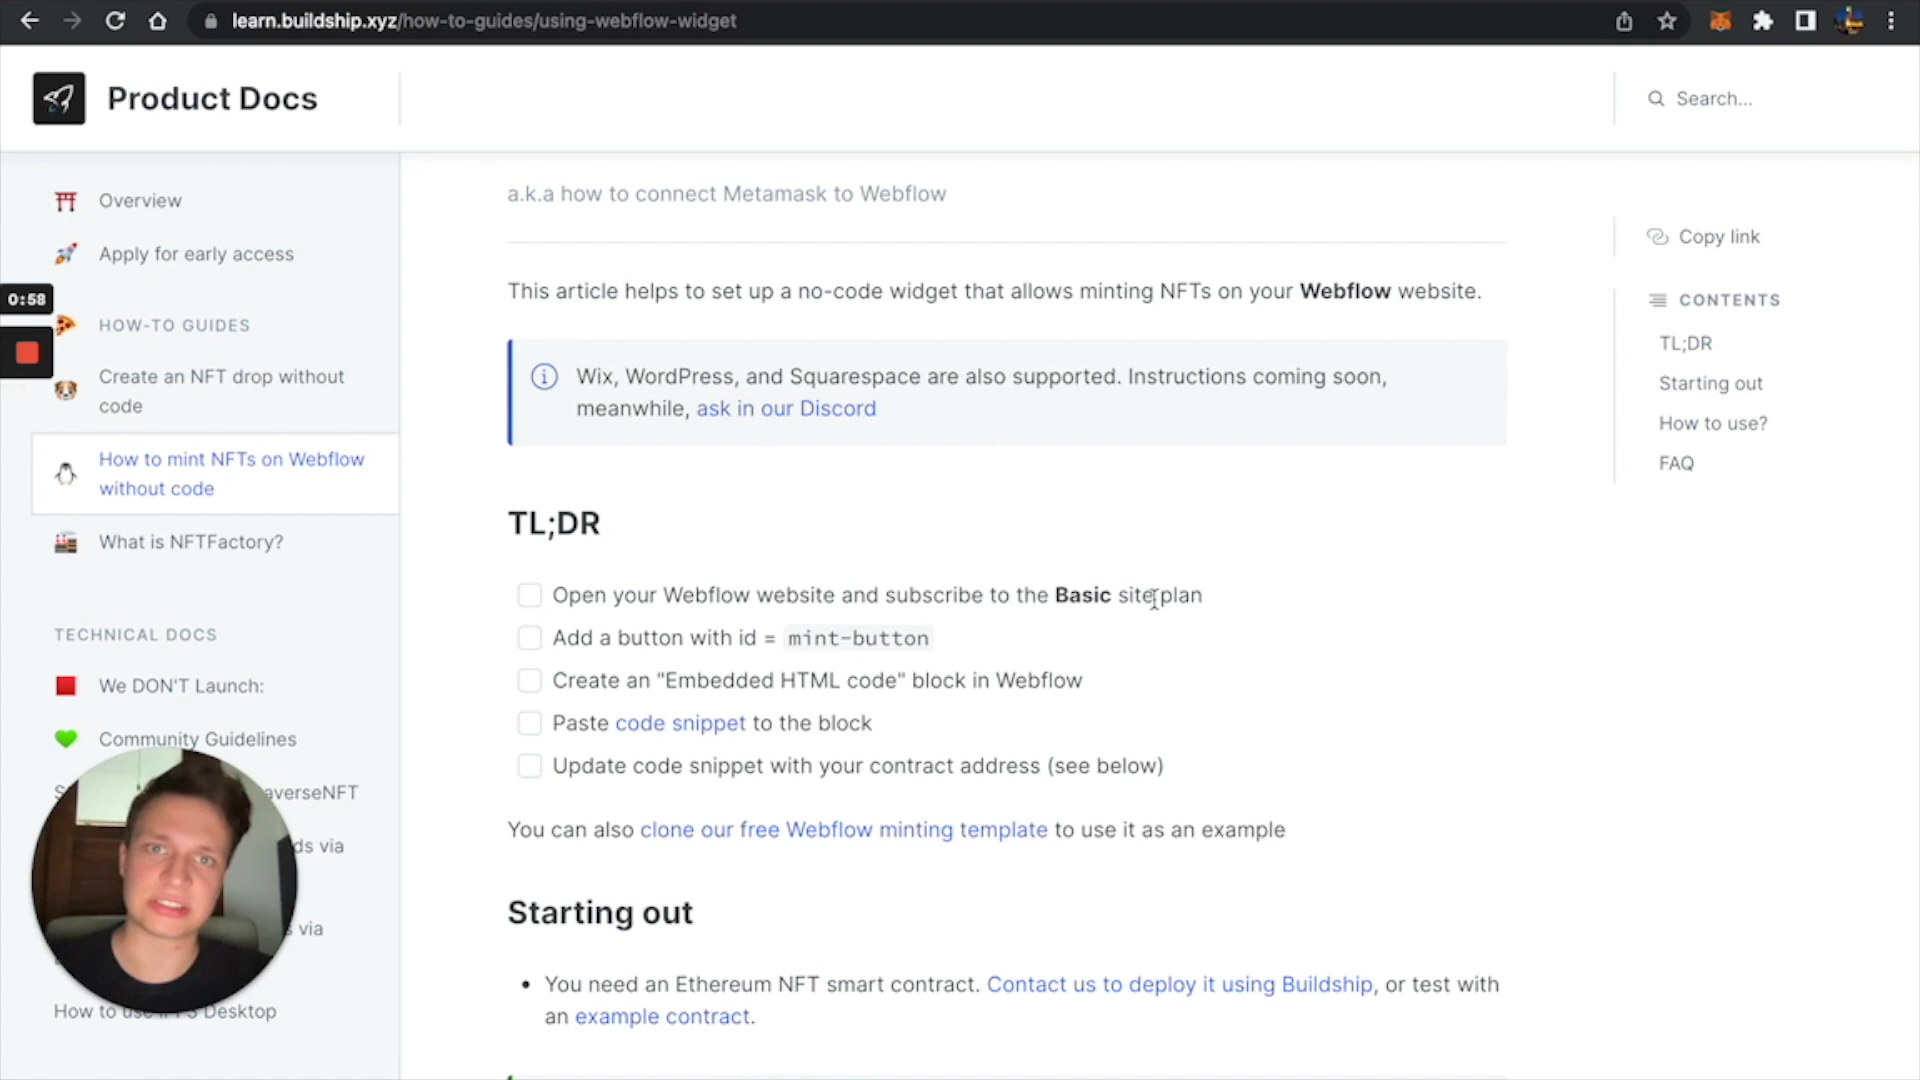 learn.buildship.xyz/how-to-guides/using-webflow-widget
Product Docs
Search...
Overview
Apply for early access
0:58
HOW-TO GUIDES
Create an NFT drop without
code
How to mint NFTs on Webflow
without code
What is NFTFactory?
TECHNICAL DOCS
We DON'T Launch:
Community Guidelines
averseNFT
ds via
s via
How to use IPFS Desktop
a.k.a how to connect Metamask to Webflow
This article helps to set up a no-code widget that allows minting NFTs on your Webflow website.
Wix, WordPress, and Squarespace are also supported. Instructions coming soon,
meanwhile, ask in our Discord
TL;DR
Open your Webflow website and subscribe to the Basic site plan
Add a button with id = mint-button
Create an "Embedded HTML code" block in Webflow
Paste code snippet to the block
Update code snippet with your contract address (see below)
You can also clone our free Webflow minting template to use it as an example
Starting out
• You need an Ethereum NFT smart contract. Contact us to deploy it using Buildship, or test with
an example contract.
Copy link
CONTENTS
TL;DR
Starting out
How to use?
FAQ